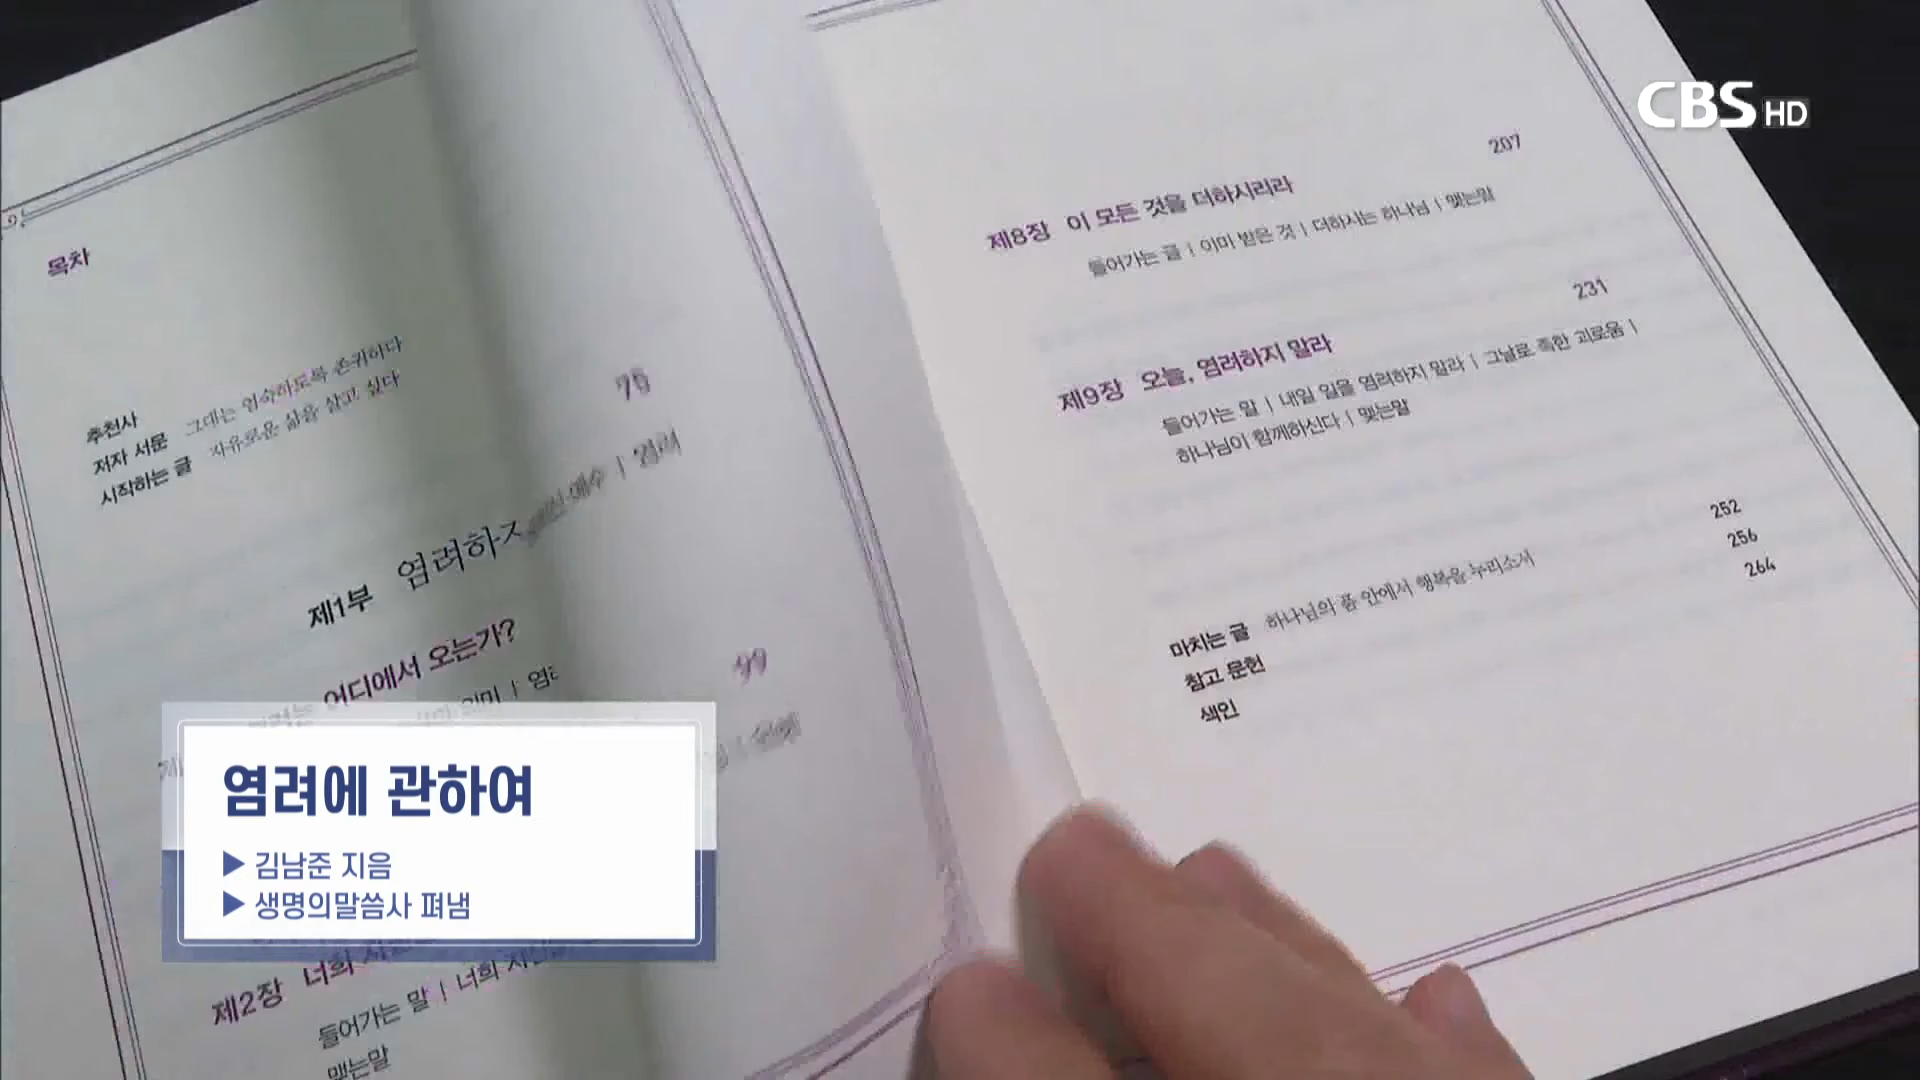 CBS HD
목차
추천사
저자 서문 그대는 염숙하도록 존귀하다
시작하는 글 자유로운 삶을 살고 싶다
제1부 염려하
어디에서 오는가?
제2장 너희
들어가는 말 | 너희
맺는말
75
예수 | 염려
99
207
제8장 이 모든 것을 더하시리라
들어가는 글 | 이미 받은 것 | 더하시는 하나님 | 맺는말
231
제9장 오늘, 염려하지 말라
들어가는 말 | 내일 일을 염려하지 말라 | 그날로 족한 괴로움 |
하나님이 함께하신다 | 맺는말
252
마치는 글 하나님의 품 안에서 행복을 누리소서
256
참고 문헌
264
색인
염려에 관하여
▶ 김남준 지음
▶ 생명의말씀사 펴냄